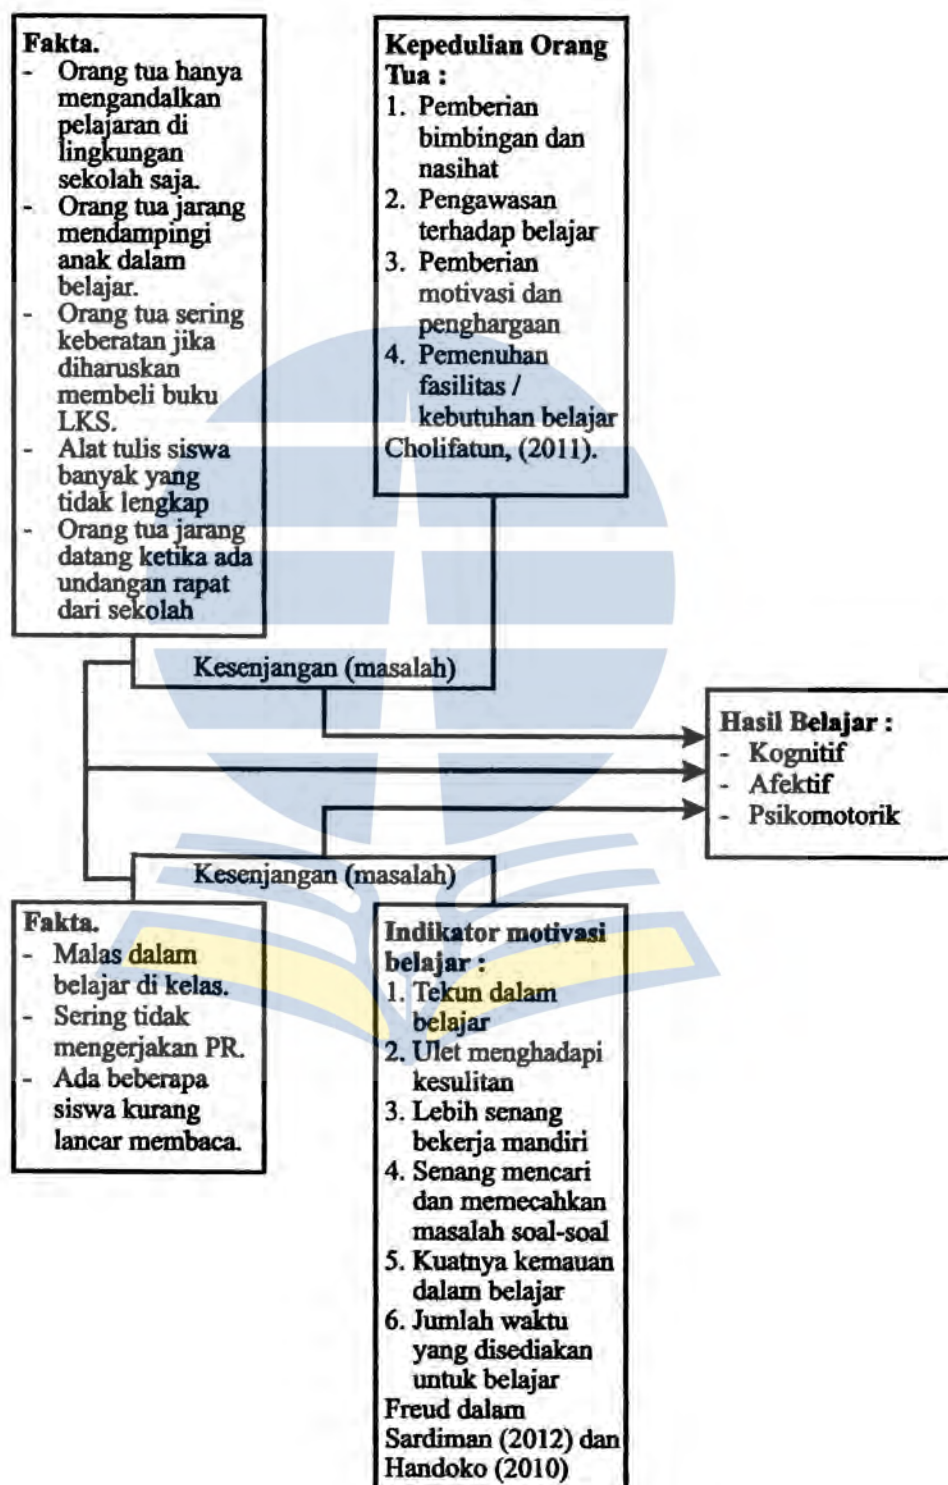 Fakta.
- Orang tua hanya
mengandalkan
pelajaran di
lingkungan
sekolah saja.
- Orang tua jarang
mendampingi
anak dalam
belajar.
- Orang tua sering
keberatan jika
diharuskan
membeli buku
LKS.
- Alat tulis siswa
banyak yang
tidak lengkap
- Orang tua jarang
datang ketika ada
undangan rapat
dari sekolah
Kepedulian Orang
Tua :
1. Pemberian
bimbingan dan
nasihat
2. Pengawasan
terhadap belajar
3. Pemberian
motivasi dan
penghargaan
4. Pemenuhan
fasilitas /
kebutuhan belajar
Cholifatun, (2011).
Kesenjangan (masalah)
Hasil Belajar :
- Kognitif
- Afektif
- Psikomotorik
Kesenjangan (masalah)
Fakta.
- Malas dalam
belajar di kelas.
- Sering tidak
mengerjakan PR.
- Ada beberapa
siswa kurang
lancar membaca.
Indikator motivasi
belajar :
1. Tekun dalam
belajar
2. Ulet menghadapi
kesulitan
3. Lebih senang
bekerja mandiri
4. Senang mencari
dan memecahkan
masalah soal-soal
5. Kuatnya kemauan
dalam belajar
6. Jumlah waktu
yang disediakan
untuk belajar
Freud dalam
Sardiman (2012) dan
Handoko (2010)